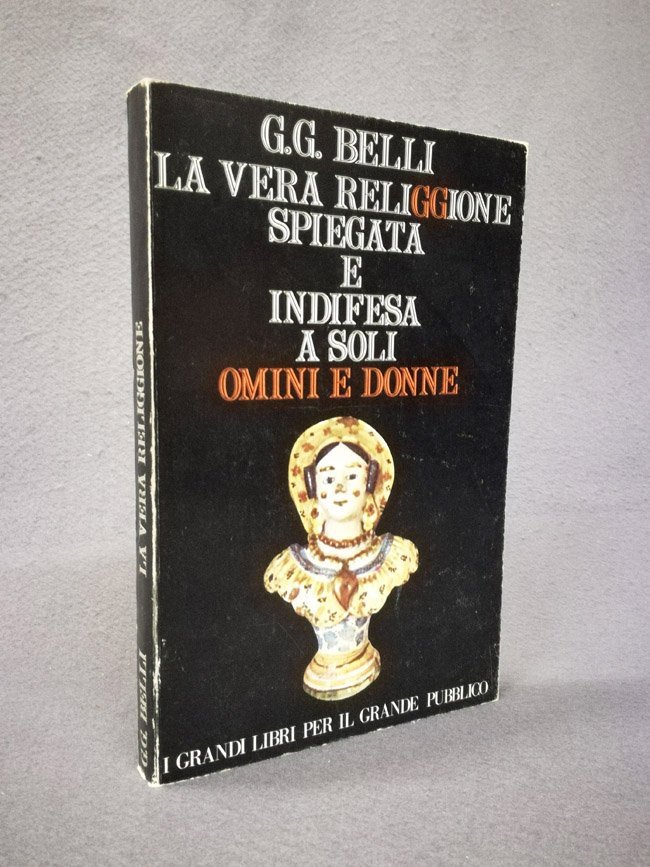 G.G. BELLI
LA VERA RELIGGIONE
SPIEGATA
E
INDIFESA
A SOLI
OMINI E DONNE
I GRANDI LIBRI PER IL GRANDE PUBBLICO
G.G. BELLI LA VERA RELIGGIONE